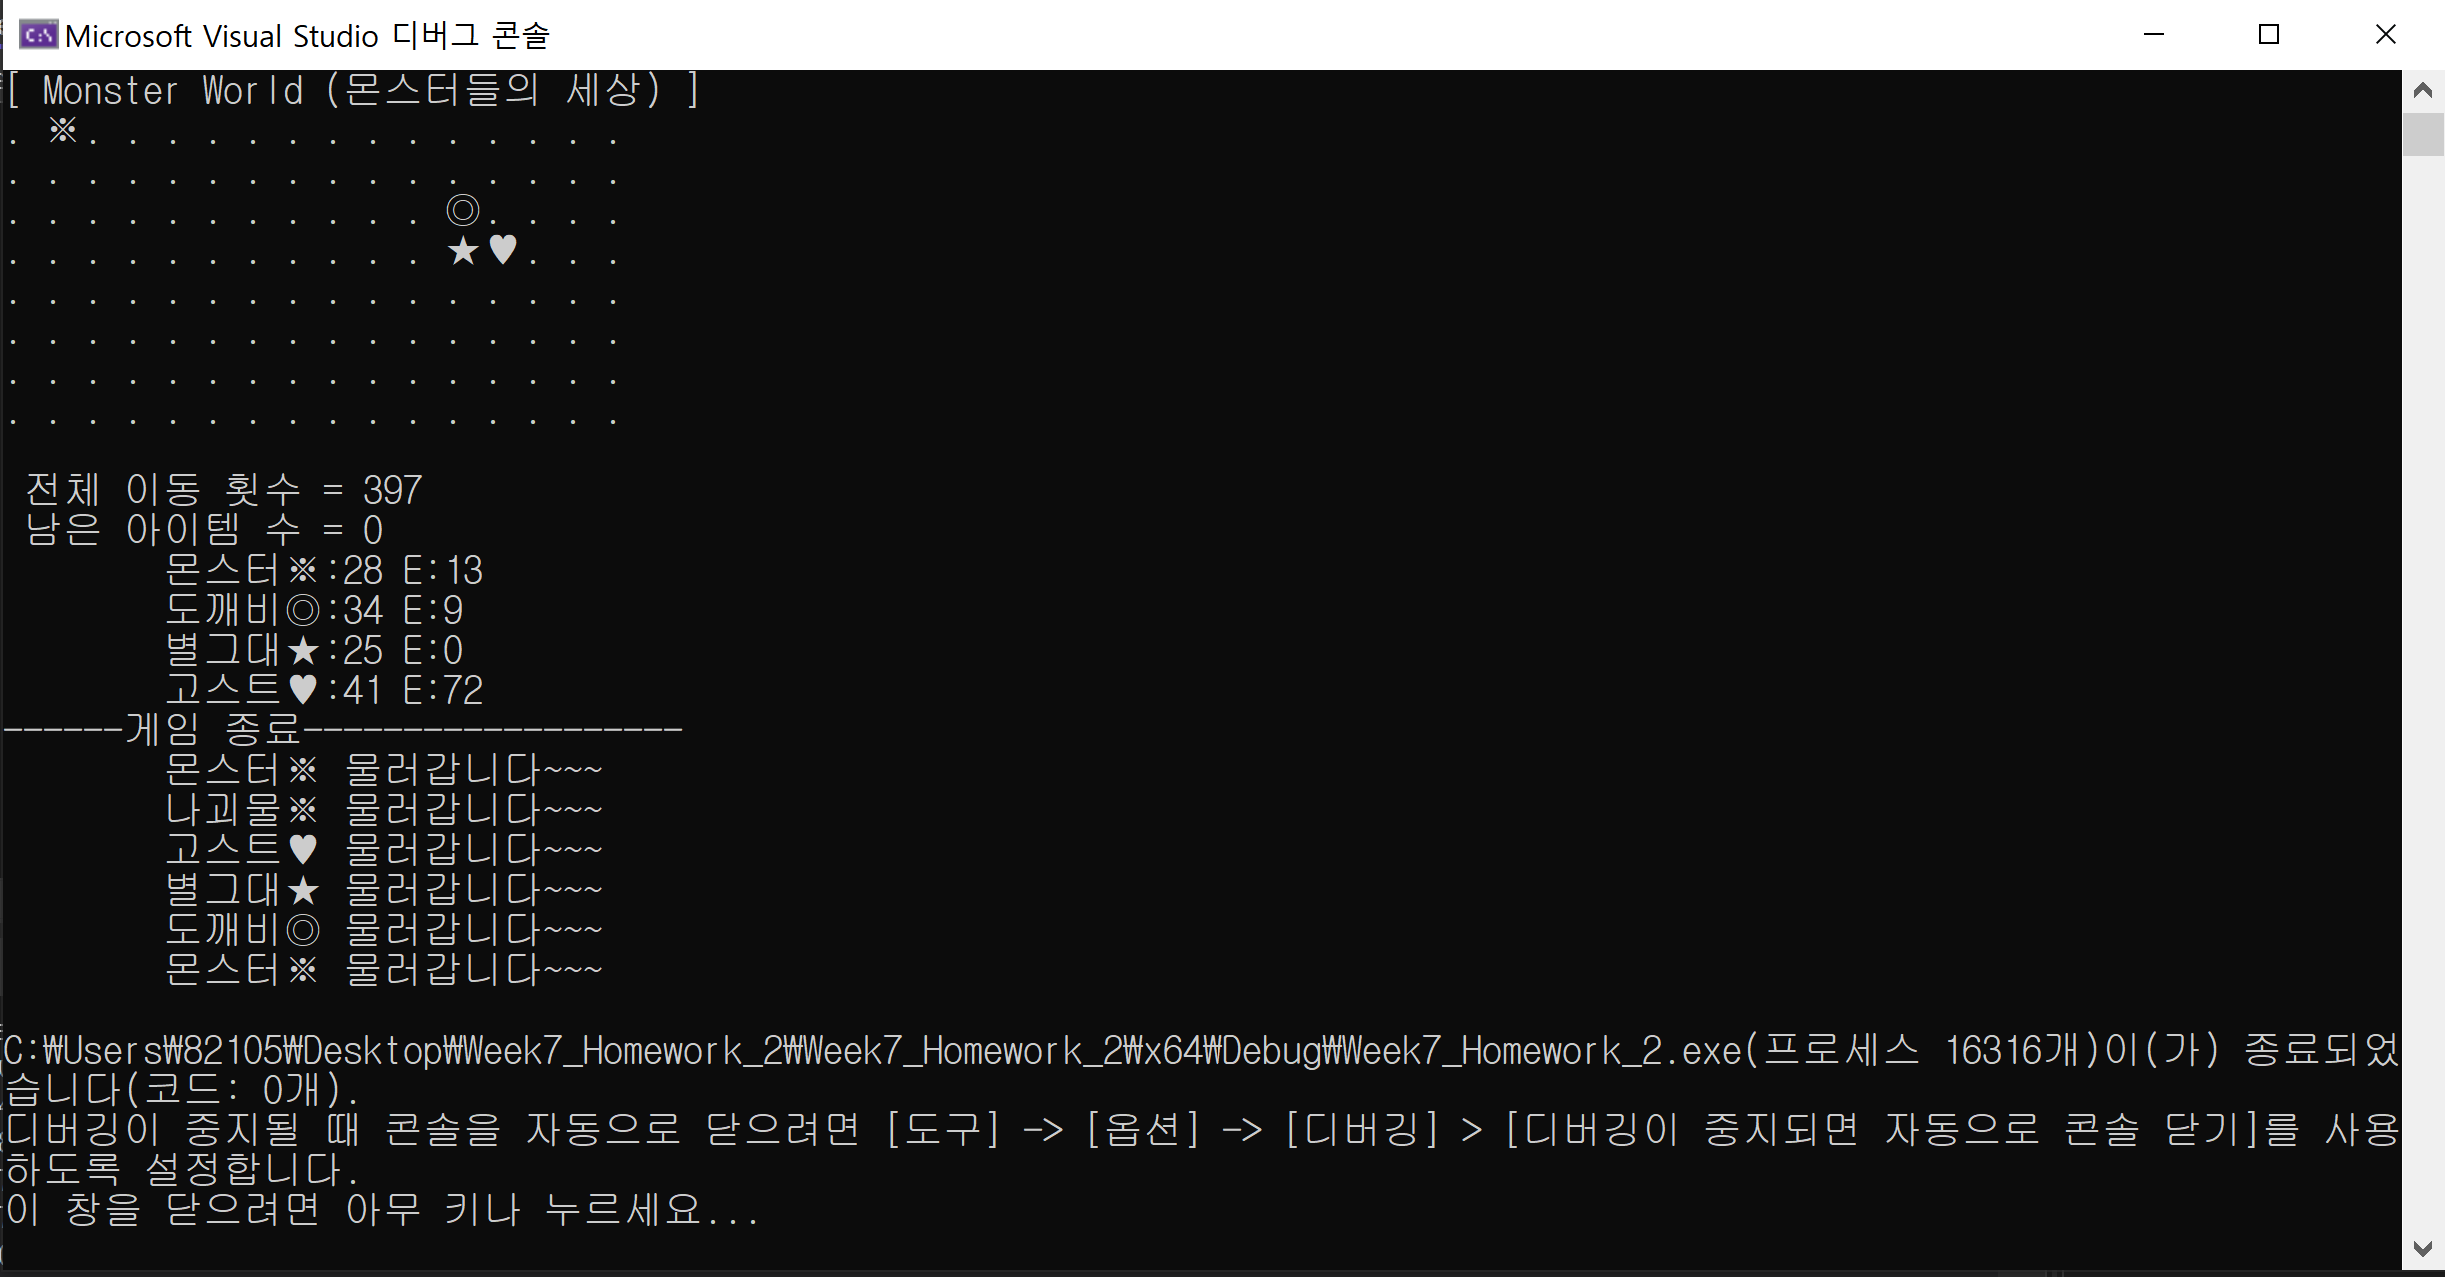 Microsoft Visual Studio 디버그 콘솔
[ Monster World (몬스터들의 세상) ]
. ※. . . . . . . . . . . . . .
. . . . . . . . . . . . . . . .
. . . . . . . . . . . ◎. . . .
. . . . . . . . . . . ★♥. . .
. . . . . . . . . . . . . . . .
. . . . . . . . . . . . . . . .
. . . . . . . . . . . . . . . .
. . . . . . . . . . . . . . . .
전체 이동 횟수 = 397
남은 아이템 수 = 0
몬스터※:28 E:13
도깨비◎:34 E:9
별그대★:25 E:0
고스트♥:41 E:72
------게임 종료-------------------
몬스터※ 물러갑니다~~~
나괴물※ 물러갑니다~~~
고스트♥ 물러갑니다~~~
별그대★ 물러갑니다~~~
도깨비◎ 물러갑니다~~~
몬스터※ 물러갑니다~~~
C:₩Users₩82105₩Desktop₩Week7_Homework_2₩Week7_Homework_2₩x64₩Debug₩Week7_Homework_2.exe(프로세스 16316개)이(가) 종료되었
습니다(코드: 0개).
디버깅이 중지될 때 콘솔을 자동으로 닫으려면 [도구] -> [옵션] -> [디버깅] > [디버깅이 중지되면 자동으로 콘솔 닫기]를 사용
하도록 설정합니다.
이 창을 닫으려면 아무 키나 누르세요...